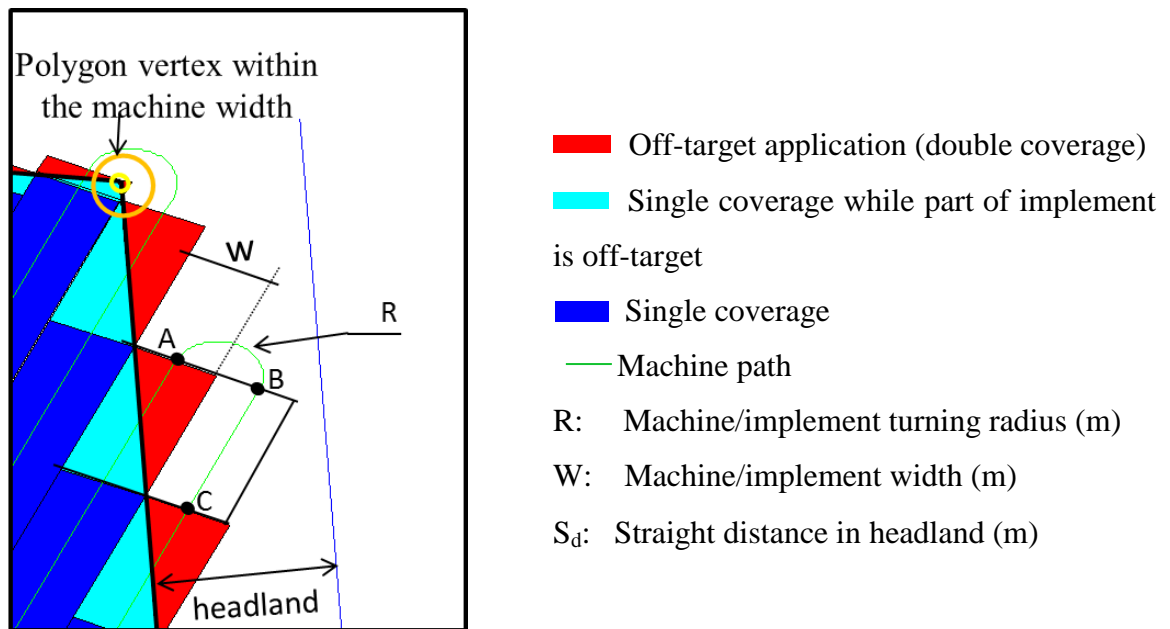 Polygon vertex within
the machine width
W
R
A
B
C
headland
Off-target application (double coverage)
Single coverage while part of implement
is off-target
Single coverage
Machine path
R: Machine/implement turning radius (m)
W: Machine/implement width (m)
Sd: Straight distance in headland (m)